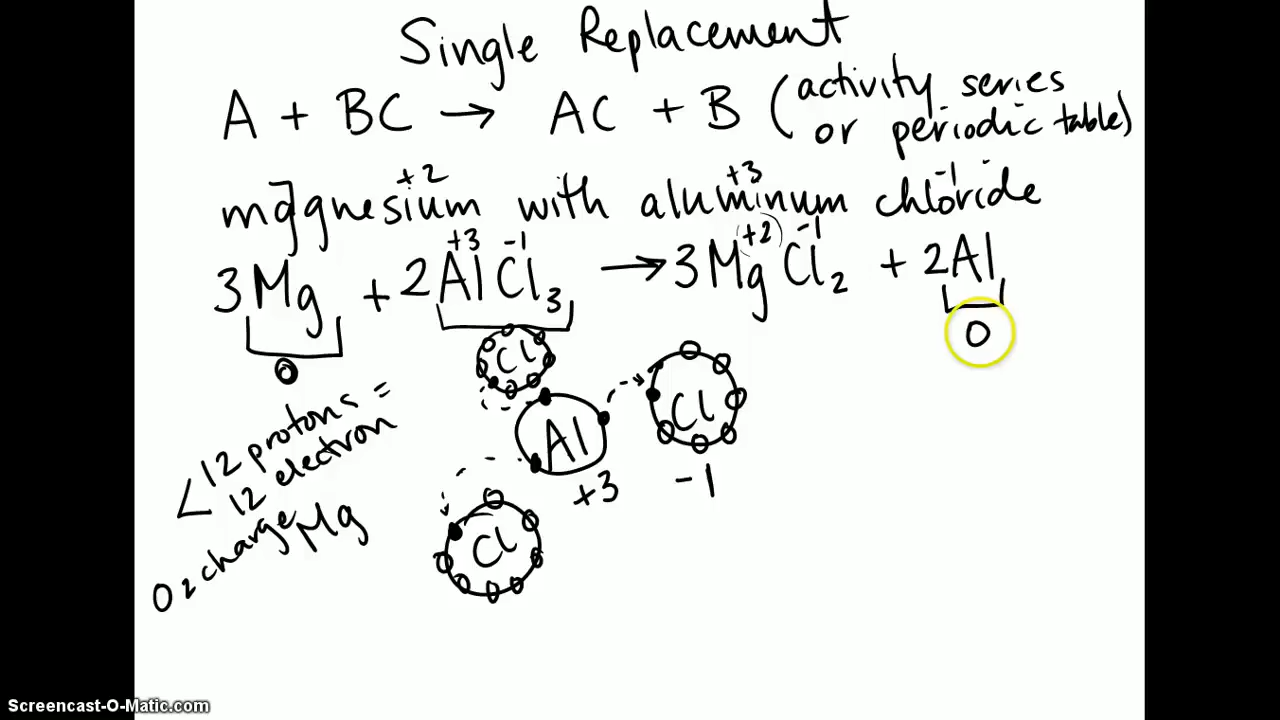 Single Replacement
A + BC → AC + B (activity series
or periodic table)
+2 +3 -1
magnesium with aluminum chloride
+3 -1 (+2) -1
3Mg + 2AlCl₃ → 3MgCl₂ + 2Al
0 0
Cl
Al Cl
+3 -1
Cl
12 protons =
12 electron
0 charge Mg
Screencast-O-Matic.com